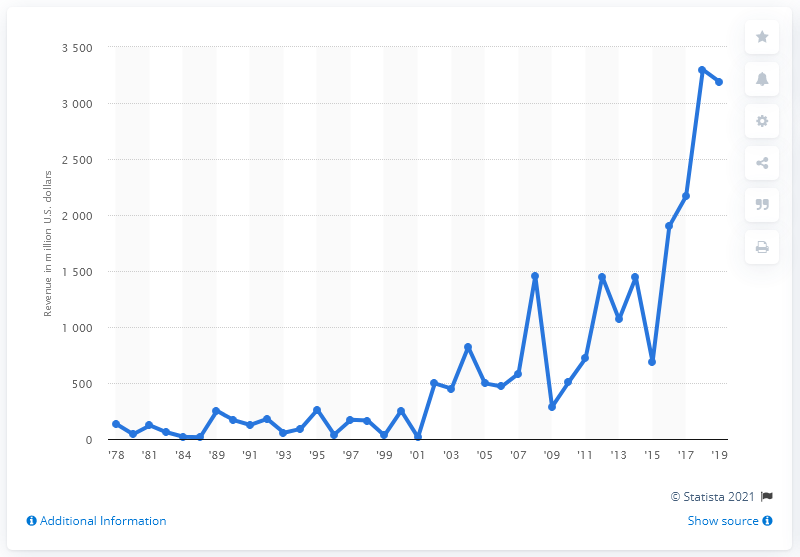 3 500
3 000
2 500
2 000
1 500
1 000
500
0
Revenue in million U.S. dollars
'78 '81 '84 '89 '91 '93 '95 '97 '99 '01 '03 '05 '07 '09 '11 '13 '15 '17 '19
© Statista 2021
Additional Information
Show source